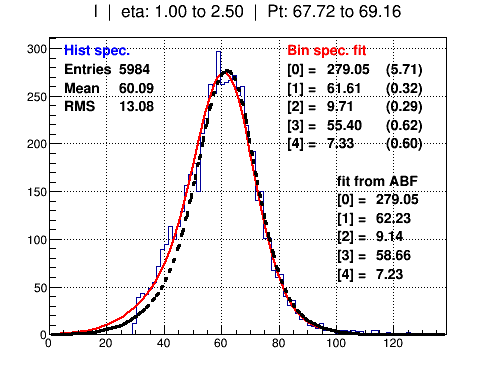 I | eta: 1.00 to 2.50 | Pt: 67.72 to 69.16
Hist spec.
Entries 5984
Mean 60.09
RMS 13.08
Bin spec. fit
[0] = 279.05 (5.71)
[1] = 61.61 (0.32)
[2] = 9.71 (0.29)
[3] = 55.40 (0.62)
[4] = 7.33 (0.60)
fit from ABF
[0] = 279.05
[1] = 62.23
[2] = 9.14
[3] = 58.66
[4] = 7.23
300
250
200
150
100
50
0
0 20 40 60 80 100 120